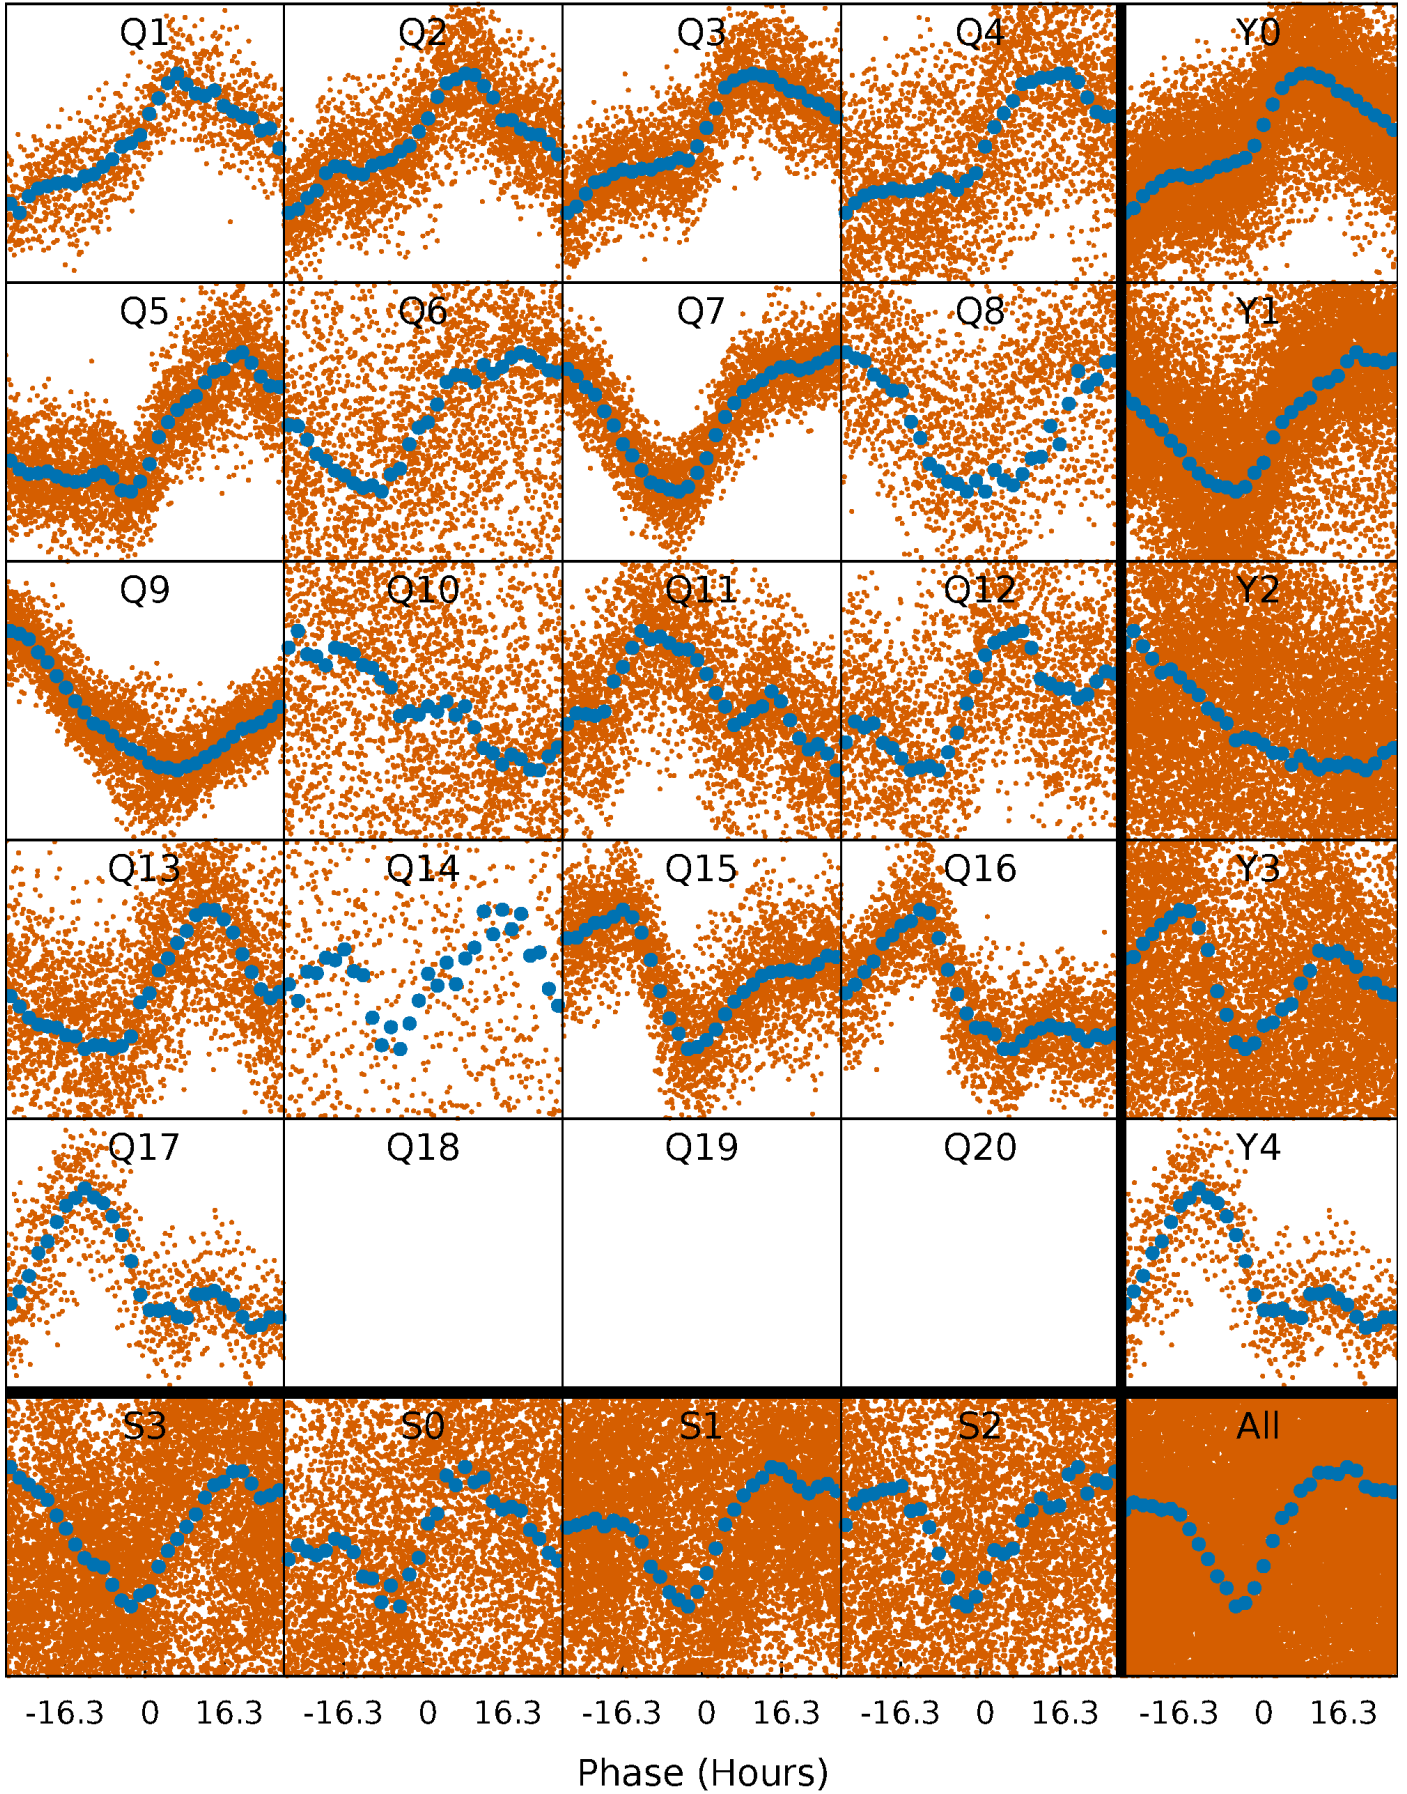 Q1 Q2 Q3 Q4 Y0
Q5 Q6 Q7 Q8 Y1
Q9 Q10 Q11 Q12 Y2
Q13 Q14 Q15 Q16 Y3
Q17 Q18 Q19 Q20 Y4
S3 S0 S1 S2 All
-16.3 0 16.3 -16.3 0 16.3 -16.3 0 16.3 -16.3 0 16.3 -16.3 0 16.3
Phase (Hours)